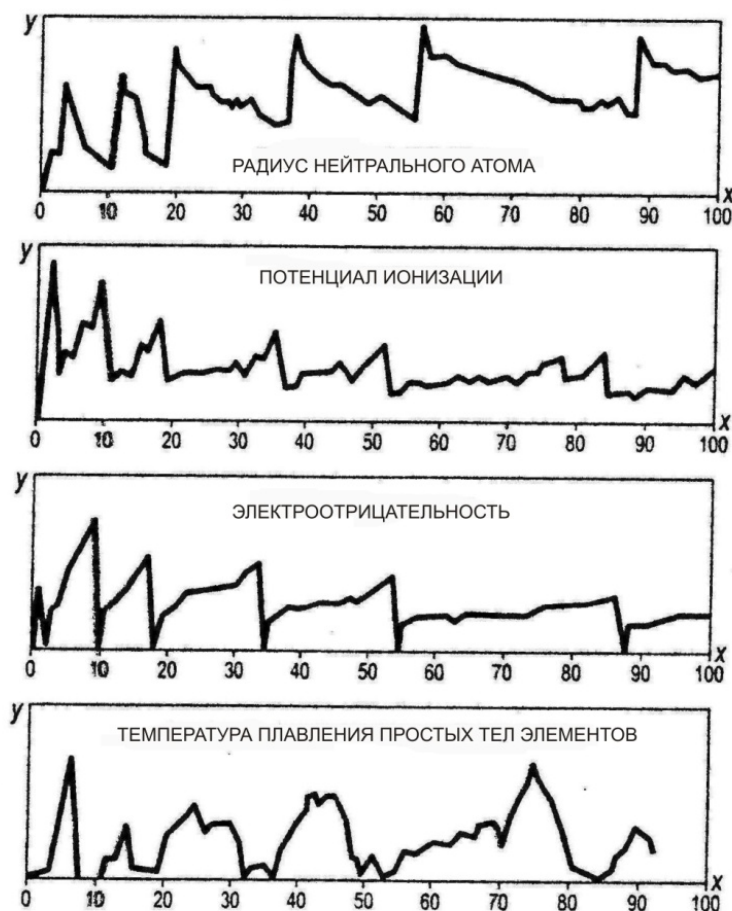 y
РАДИУС НЕЙТРАЛЬНОГО АТОМА
x
0 10 20 30 40 50 60 70 80 90 100
y
ПОТЕНЦИАЛ ИОНИЗАЦИИ
x
0 10 20 30 40 50 60 70 80 90 100
y
ЭЛЕКТРООТРИЦАТЕЛЬНОСТЬ
x
0 10 20 30 40 50 60 70 80 90 100
y
ТЕМПЕРАТУРА ПЛАВЛЕНИЯ ПРОСТЫХ ТЕЛ ЭЛЕМЕНТОВ
x
0 10 20 30 40 50 60 70 80 90 100